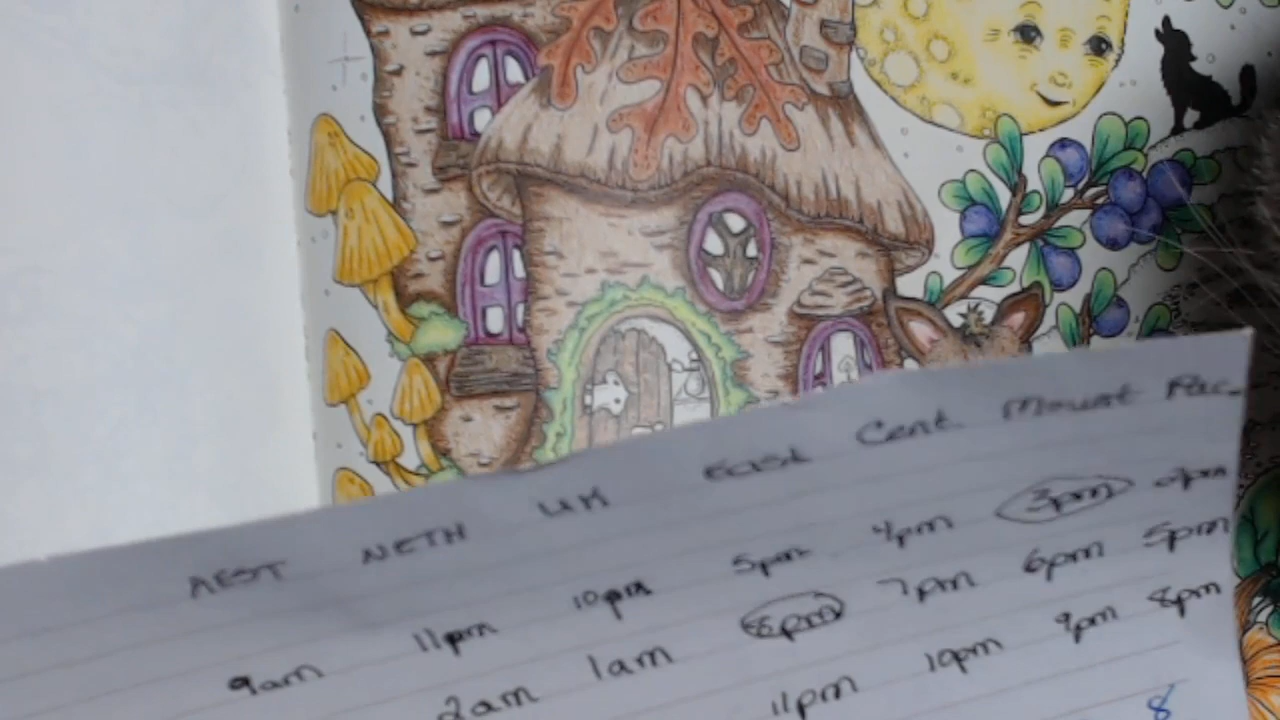 AEST NETH UK East Cent. Mount Pac.
9am 11pm 10pm 5pm 4pm 3pm 2pm
2am 1am 8pm 7pm 6pm 5pm
11pm 10pm 9pm 8pm
8